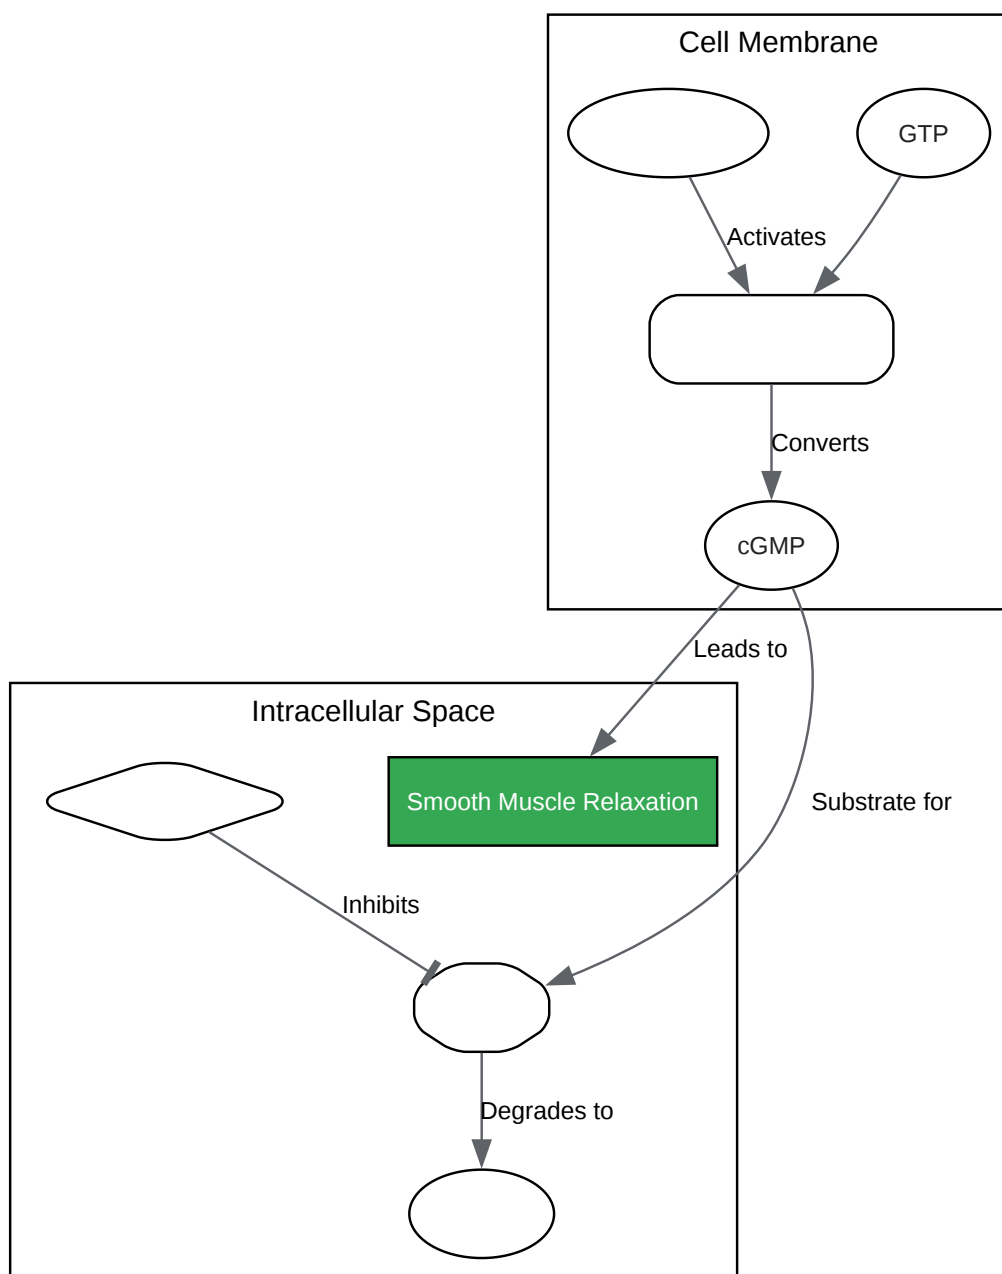 Cell Membrane
GTP
Activates
Converts
cGMP
Leads to
Intracellular Space
Smooth Muscle Relaxation
Substrate for
Inhibits
Degrades to